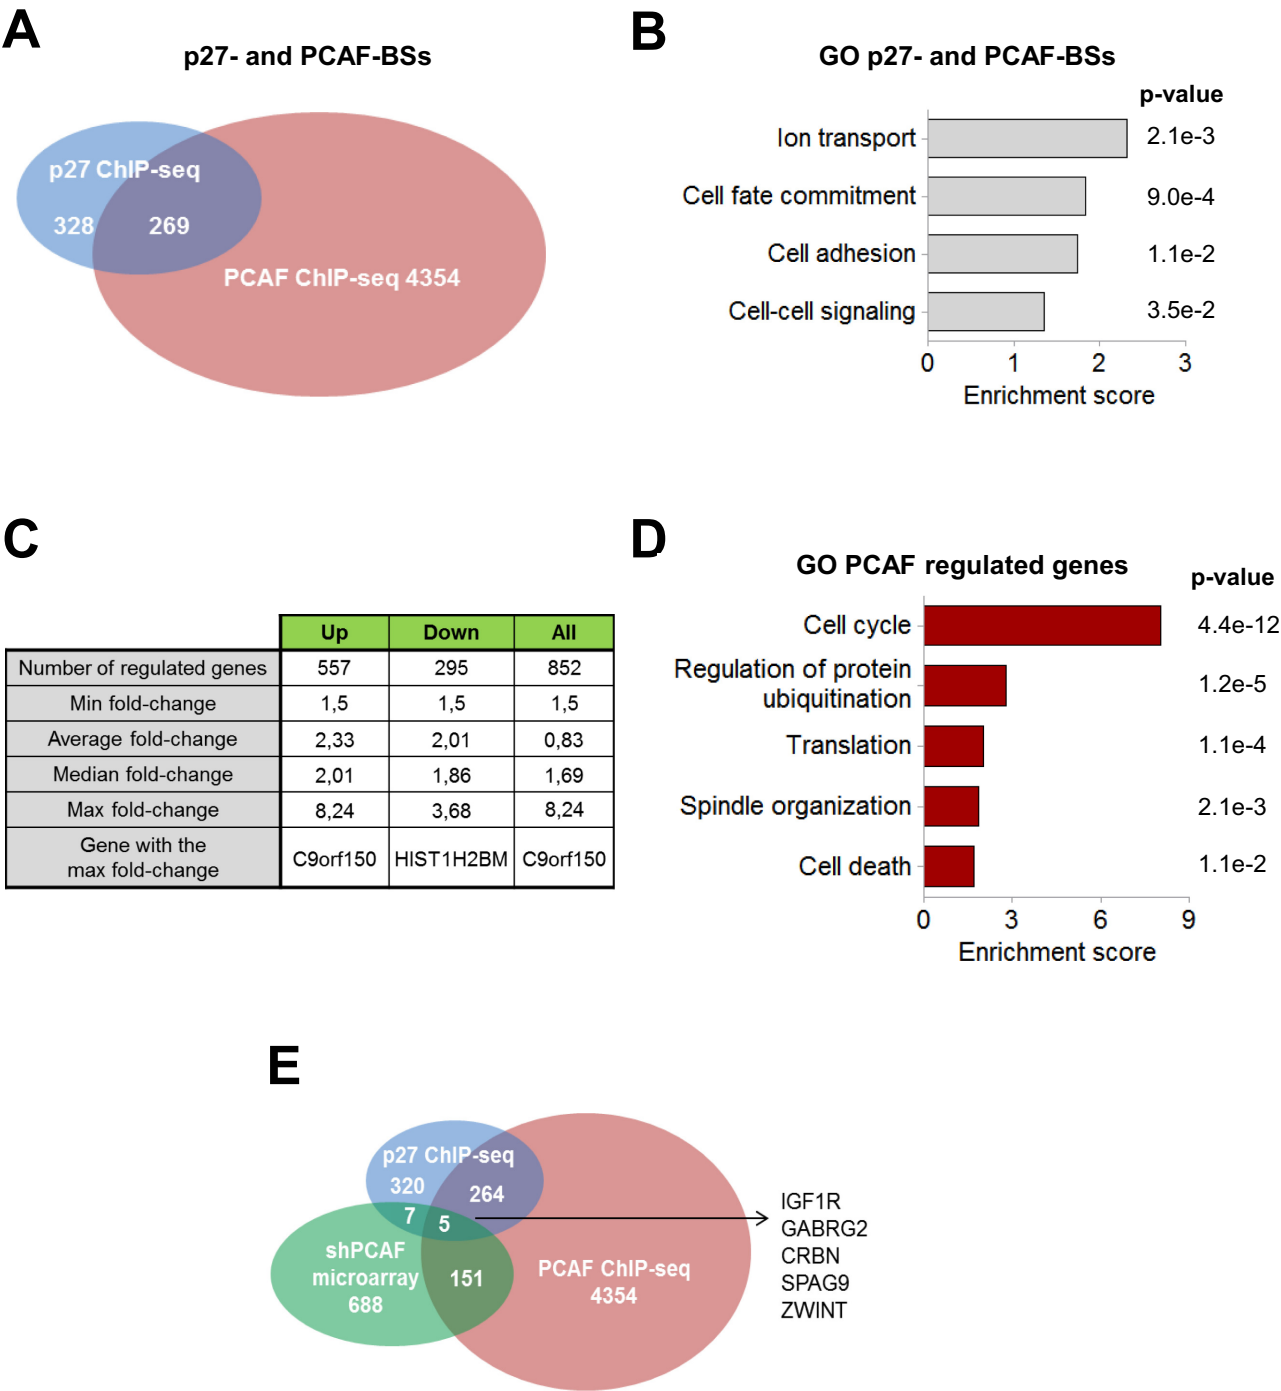 A
p27- and PCAF-BSs
p27 ChIP-seq
328
269
PCAF ChIP-seq 4354
B
GO p27- and PCAF-BSs
p-value
Ion transport
2.1e-3
Cell fate commitment
9.0e-4
Cell adhesion
1.1e-2
Cell-cell signaling
3.5e-2
0 1 2 3
Enrichment score
C
Up Down All
Number of regulated genes 557 295 852
Min fold-change 1,5 1,5 1,5
Average fold-change 2,33 2,01 0,83
Median fold-change 2,01 1,86 1,69
Max fold-change 8,24 3,68 8,24
Gene with the
max fold-change C9orf150 HIST1H2BM C9orf150
D
GO PCAF regulated genes
p-value
Cell cycle
4.4e-12
Regulation of protein
ubiquitination
1.2e-5
Translation
1.1e-4
Spindle organization
2.1e-3
Cell death
1.1e-2
0 3 6 9
Enrichment score
E
p27 ChIP-seq
320
264
7
5
shPCAF
microarray
688
151
PCAF ChIP-seq
4354
IGF1R
GABRG2
CRBN
SPAG9
ZWINT